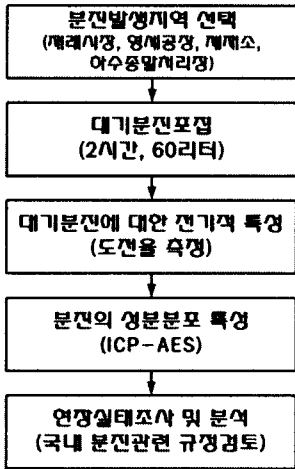 분진발생지역 선택
(재래시장, 영세공장, 제재소,
하수종말처리장)
대기분진포집
(2시간, 60리터)
대기분진에 대한 전기적 특성
(도전율 측정)
분진의 성분분포 특성
(ICP-AES)
현장실태조사 및 분석
(국내 분진관련 규정검토)